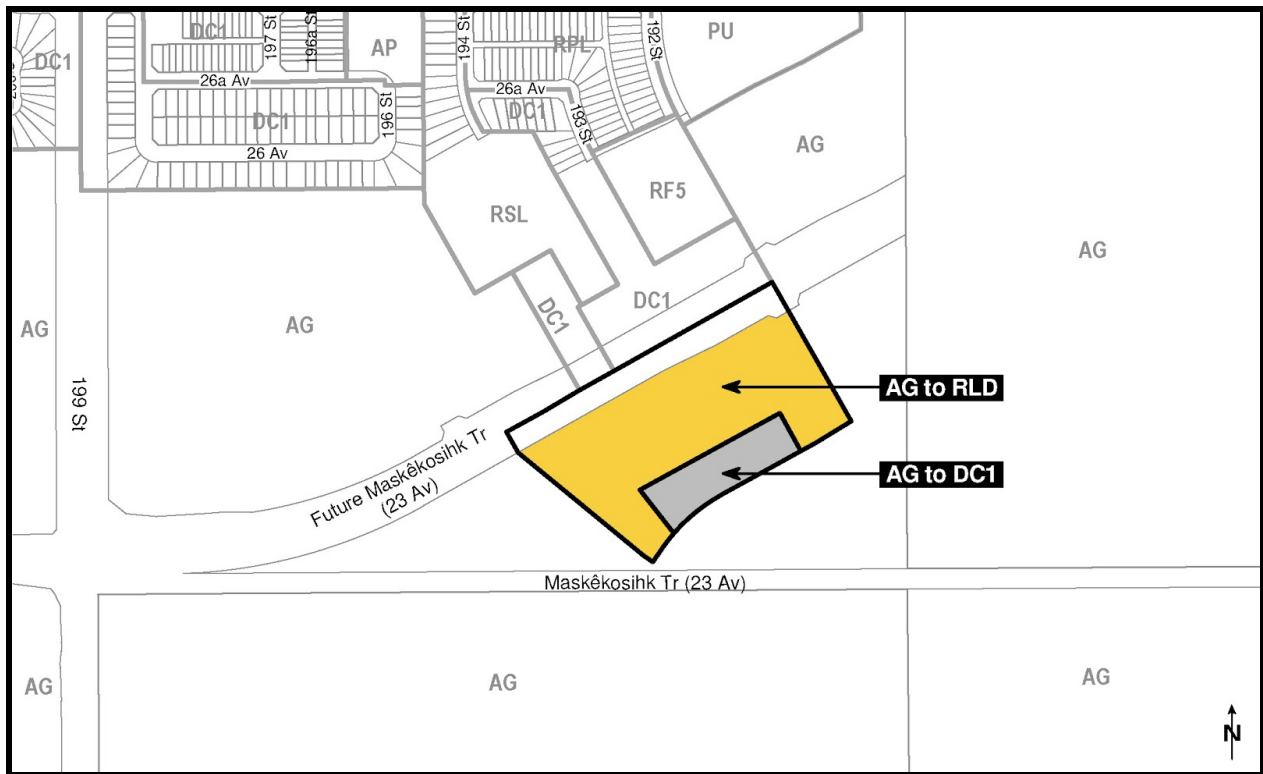 DC1
197 St
196a St
AP
194 St
RPL
192 St
PU
DC1
26a Av
26a Av
DC1
196 St
DC1
193 St
26 Av
AG
RF5
RSL
AG
DC1
DC1
AG
AG
AG to RLD
199 St
Future Maskêkosihk Tr
(23 Av)
AG to DC1
Maskêkosihk Tr (23 Av)
AG
AG
AG
N